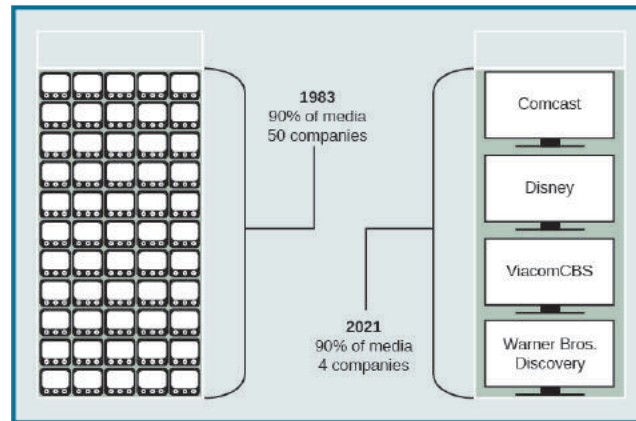 1983
90% of media
50 companies
2021
90% of media
4 companies
Comcast
Disney
ViacomCBS
Warner Bros.
Discovery